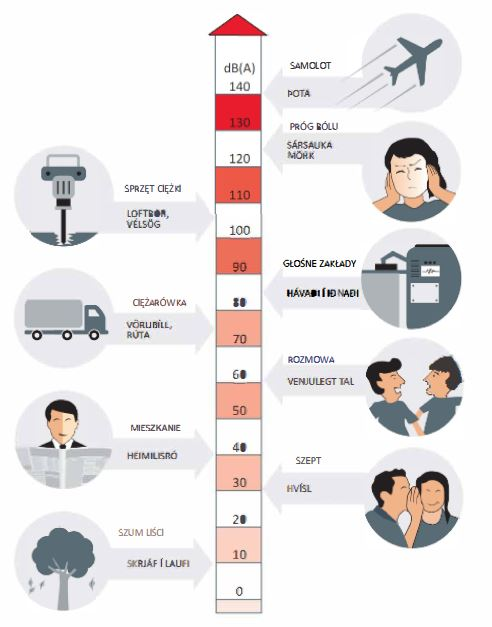 dB(A)
140
130
120
110
100
90
80
70
60
50
40
30
20
10
0
SAMOLOT
ÞOTA
PRÓG BÓLU
SÁRSAUKA
MÖRK
SPRZĘT CIĘŻKI
LOFTBOR,
VÉLSÖG
GŁOŚNE ZAKŁADY
CIĘŻARÓWKA
VÖRUBÍLL,
RÚTA
ROZMOWA
VENJULEGT TAL
MIESZKANIE
HEIMILISRÓ
SZEPT
HVÍSL
SZUM LIŚCI
SKRJÁF Í LAUFI